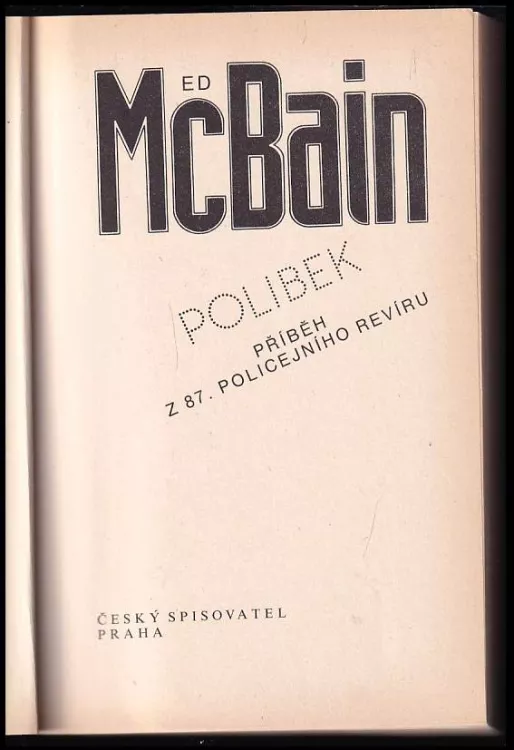 ED
McBain
POLIBEK
PŘÍBĚH
Z 87. POLICEJNÍHO REVÍRU
ČESKÝ SPISOVATEL
PRAHA